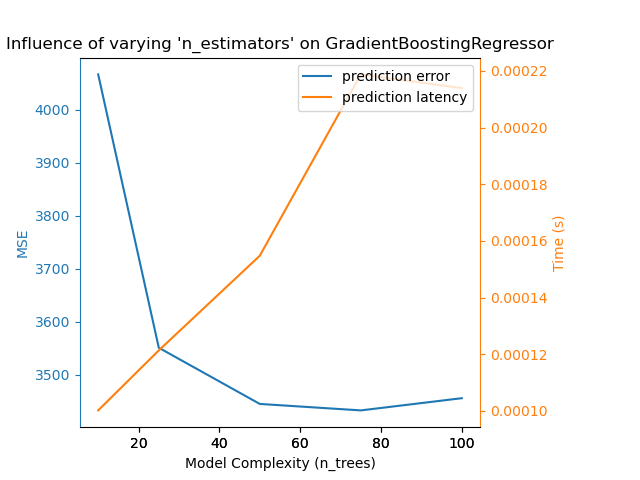 Influence of varying 'n_estimators' on GradientBoostingRegressor
prediction error
prediction latency
4000
3900
3800
3700
3600
3500
MSE
0.00022
0.00020
0.00018
0.00016
0.00014
0.00012
0.00010
Time (s)
20 40 60 80 100
Model Complexity (n_trees)